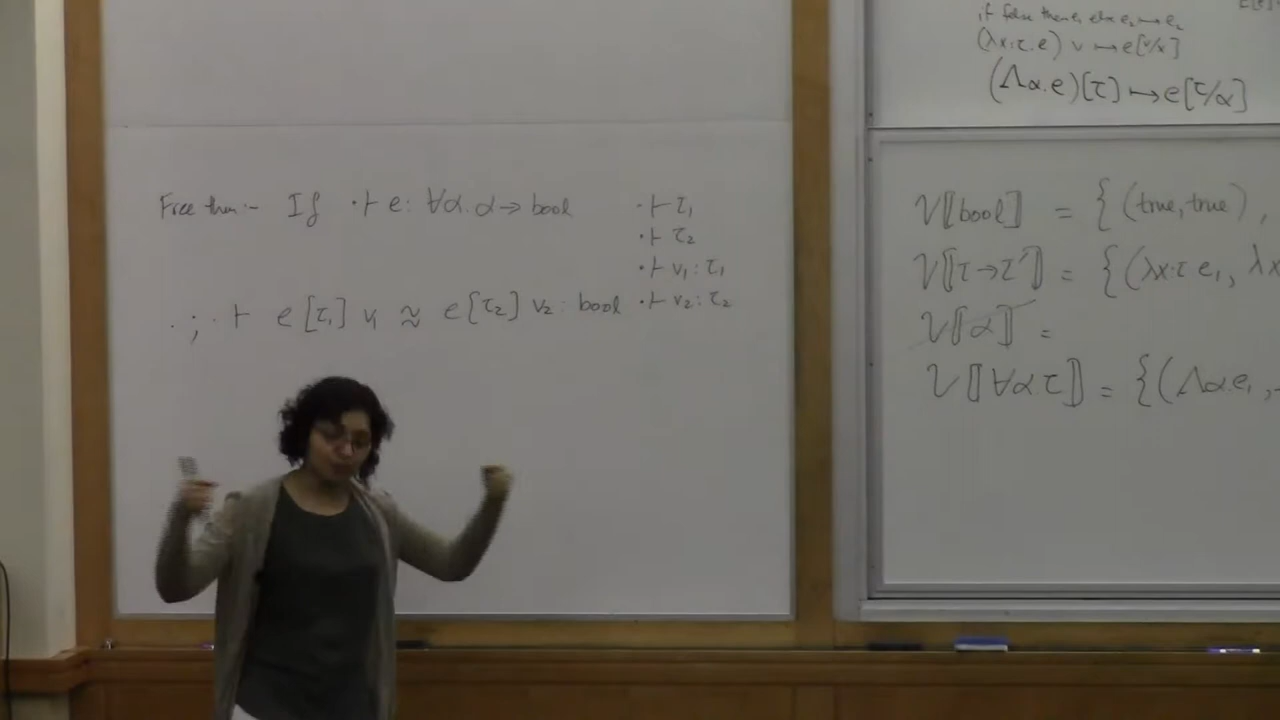 Free thm:- If ·⊢ e: ∀α.α→ bool
·⊢ τ₁
·⊢ τ₂
·⊢ v₁: τ₁
·;· ⊢ e[τ₁] v₁ ≈ e[τ₂] v₂: bool ·⊢ v₂: τ₂
if false then e₁ else e₂ ↦ e₂
(λx:τ.e) v ↦ e[v/x]
(Λα.e)[τ] ↦ e[τ/α]
V⟦bool⟧ = {(true, true),
V⟦τ→τ'⟧ = {(λx:τ e₁, λx
V⟦α⟧ =
V⟦∀α.τ⟧ = {(Λα.e₁,